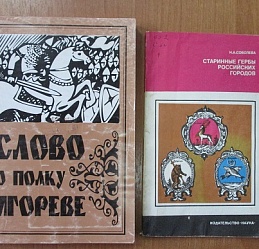 СЛОВО
О ПОЛКУ
ИГОРЕВЕ
Н.А.СОБОЛЕВА
СТАРИННЫЕ ГЕРБЫ
РОССИЙСКИХ
ГОРОДОВ
ИЗДАТЕЛЬСТВО «НАУКА»